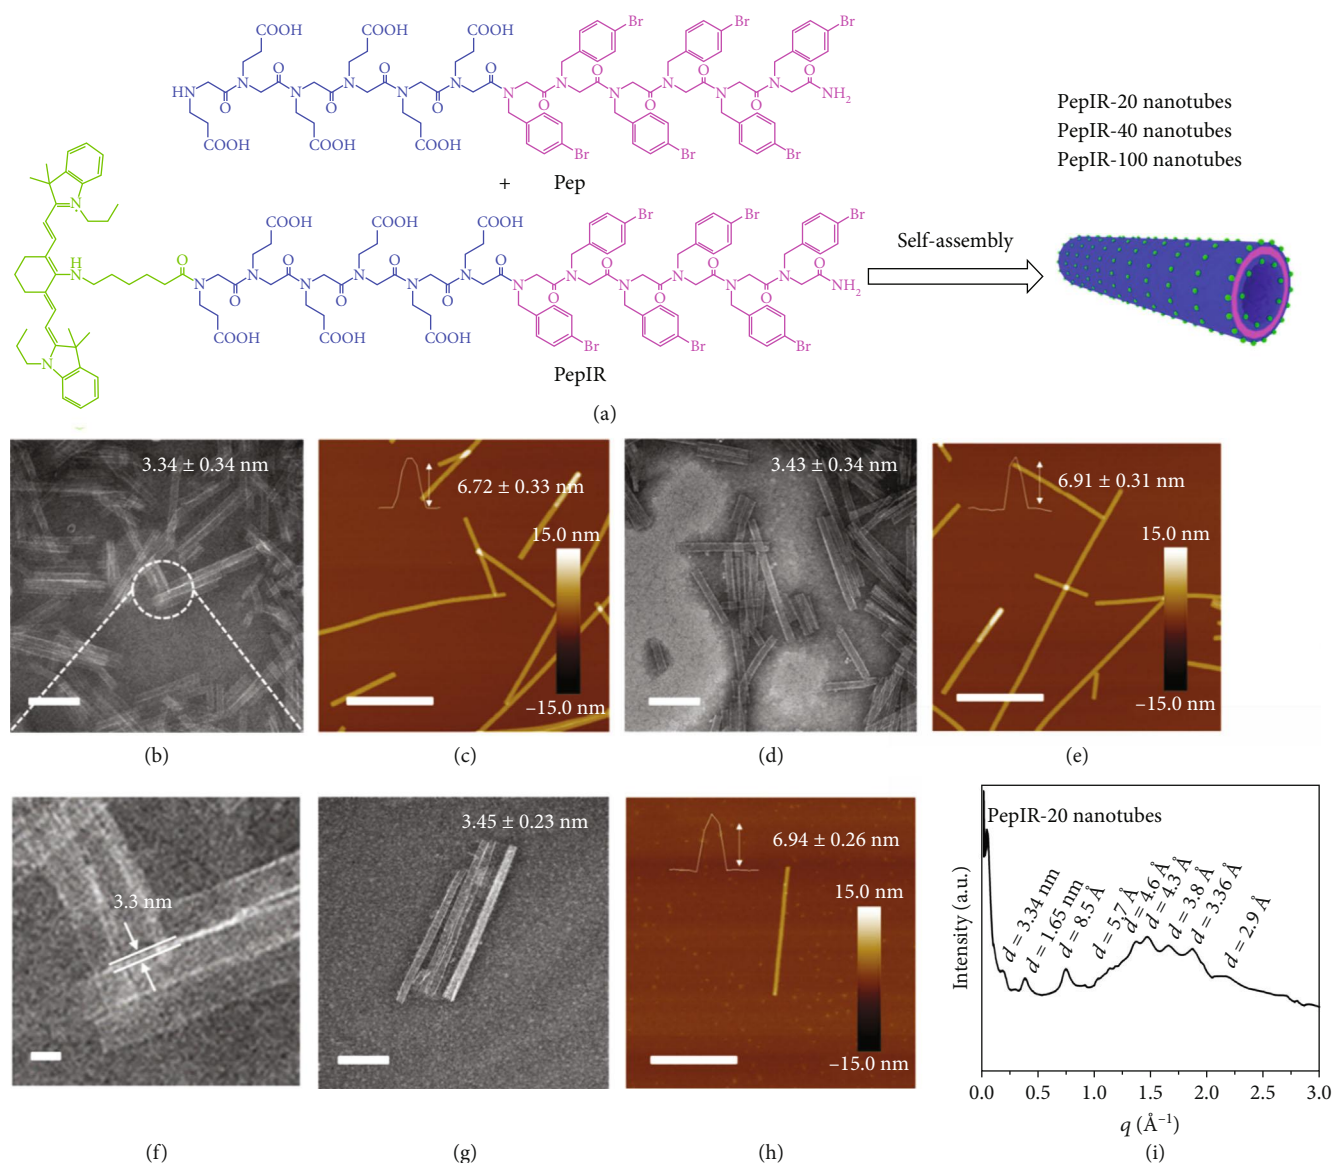 COOH COOH COOH Br Br Br
HN O N O N O N O N O N O N O N O N O N O N O N O NH2
COOH COOH COOH Br Br Br
+ Pep
PepIR-20 nanotubes
PepIR-40 nanotubes
PepIR-100 nanotubes
N
H
N
N
O
COOH COOH COOH Br Br Br
N O N O N O N O N O N O N O N O N O N O N O N O NH2
COOH COOH COOH Br Br Br
PepIR
Self-assembly
(a)
3.34 ± 0.34 nm
(b)
6.72 ± 0.33 nm
15.0 nm
–15.0 nm
(c)
3.43 ± 0.34 nm
(d)
6.91 ± 0.31 nm
15.0 nm
–15.0 nm
(e)
3.3 nm
(f)
3.45 ± 0.23 nm
(g)
6.94 ± 0.26 nm
15.0 nm
–15.0 nm
(h)
PepIR-20 nanotubes
d = 3.34 nm
d = 1.65 nm
d = 8.5 Å
d = 5.7 Å
d = 4.6 Å
d = 4.3 Å
d = 3.8 Å
d = 3.36 Å
d = 2.9 Å
Intensity (a.u.)
0.0 0.5 1.0 1.5 2.0 2.5 3.0
q (Å–1)
(i)